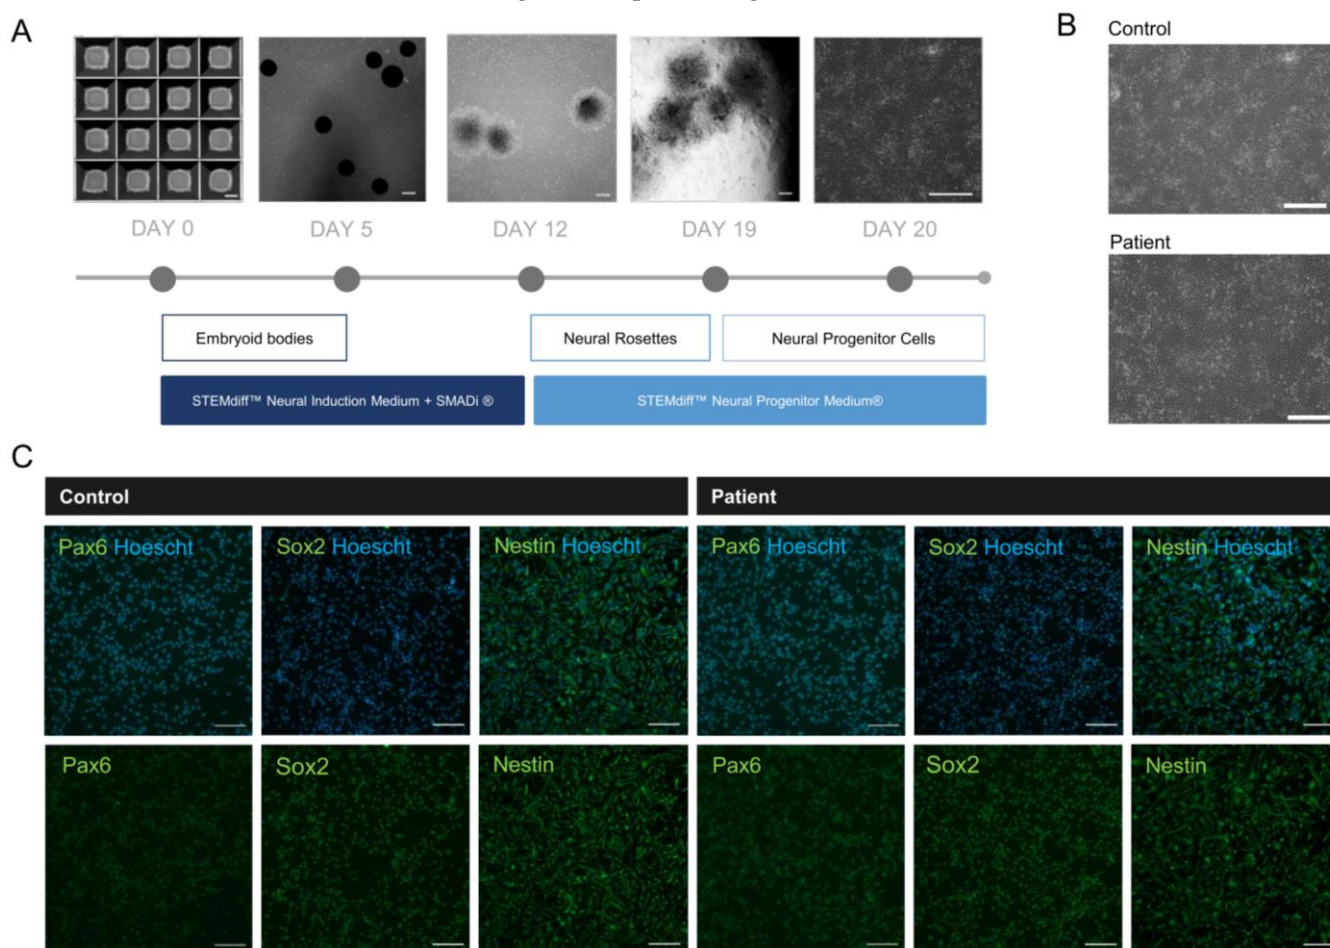 A
B
Control
DAY 0
DAY 5
DAY 12
DAY 19
DAY 20
Patient
Embryoid bodies
Neural Rosettes
Neural Progenitor Cells
STEMdiff™ Neural Induction Medium + SMADi ®
STEMdiff™ Neural Progenitor Medium®
C
Control
Patient
Pax6 Hoescht
Sox2 Hoescht
Nestin Hoescht
Pax6 Hoescht
Sox2 Hoescht
Nestin Hoescht
Pax6
Sox2
Nestin
Pax6
Sox2
Nestin